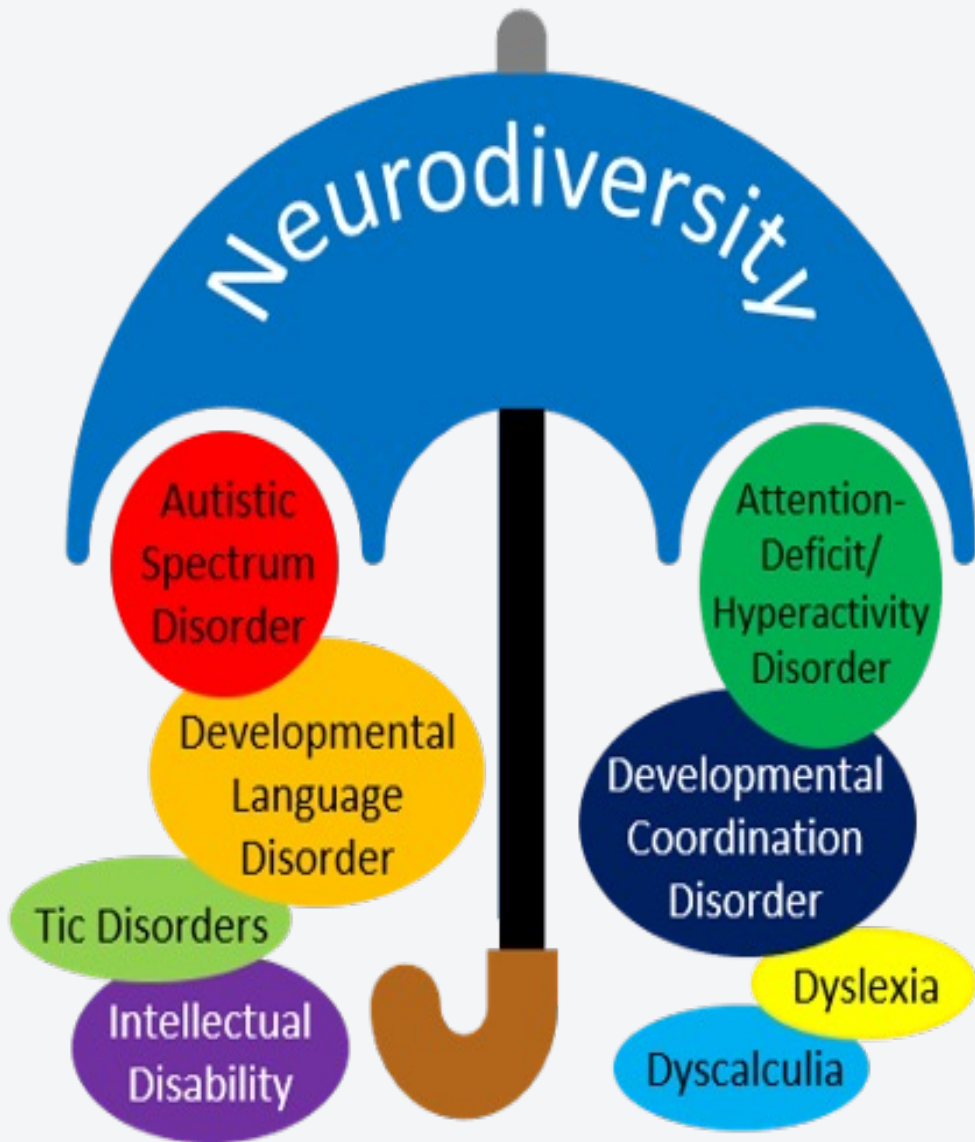 Neurodiversity
Autistic
Spectrum
Disorder
Developmental
Language
Disorder
Tic Disorders
Intellectual
Disability
Attention-
Deficit/
Hyperactivity
Disorder
Developmental
Coordination
Disorder
Dyslexia
Dyscalculia